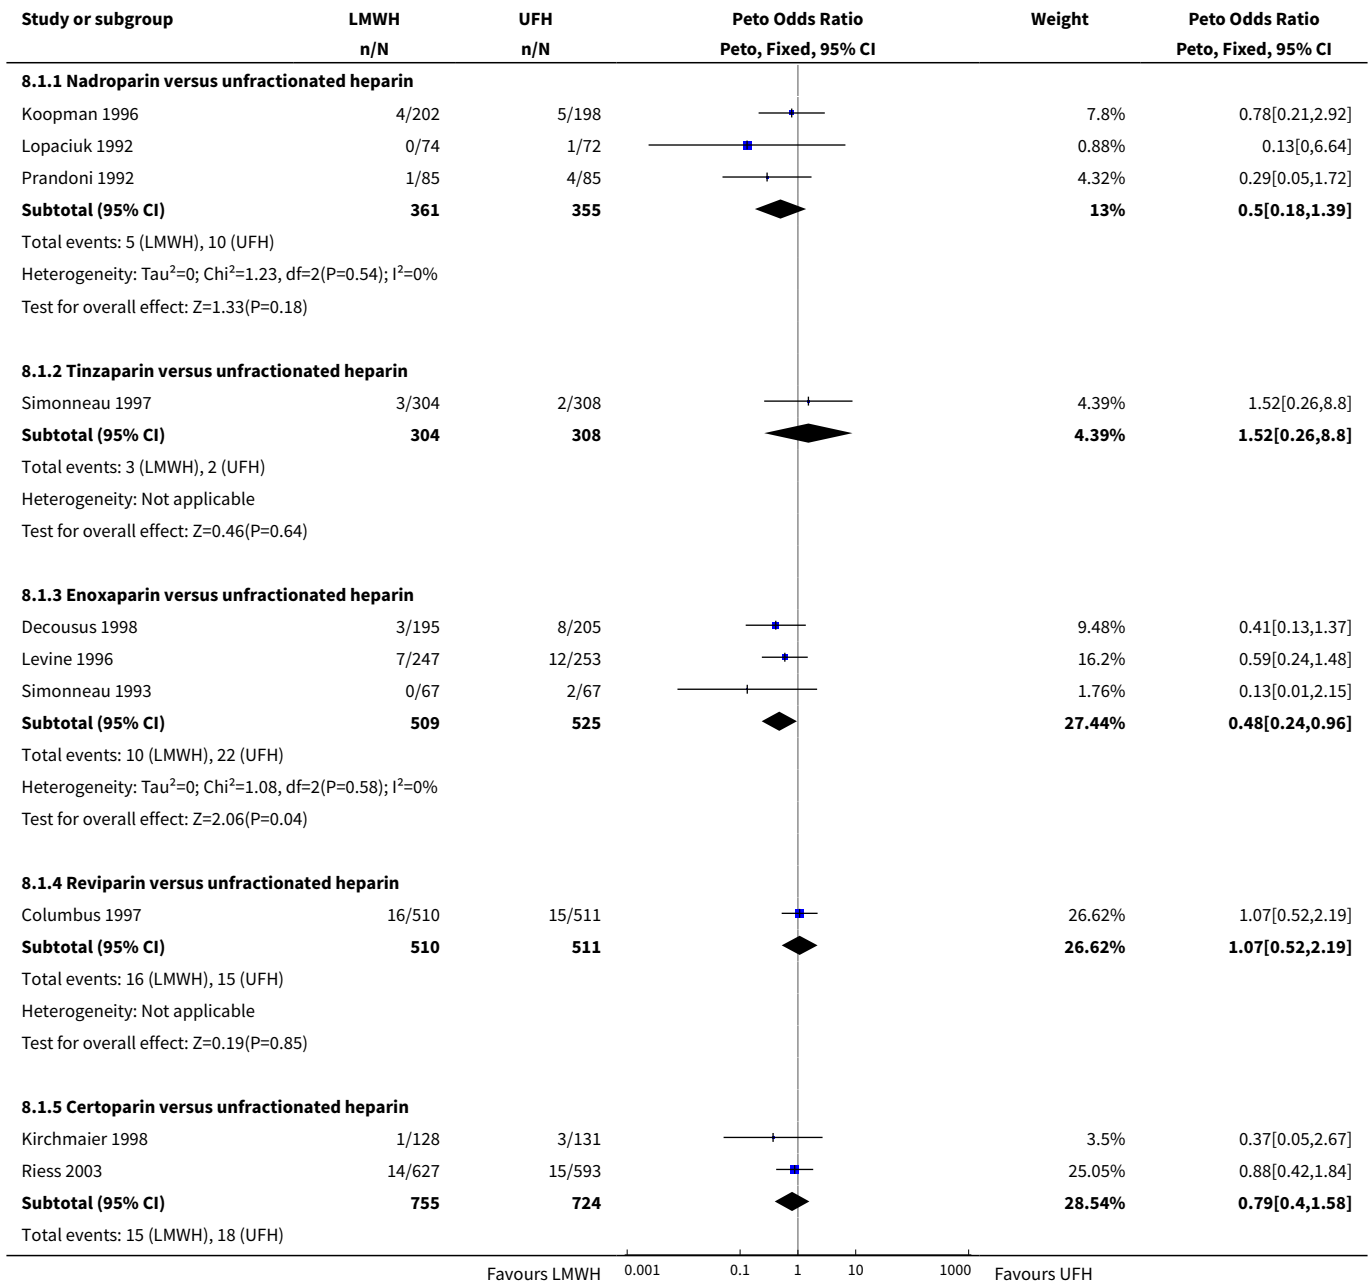 Study or subgroup LMWH UFH Peto Odds Ratio Weight Peto Odds Ratio
n/N n/N Peto, Fixed, 95% CI Peto, Fixed, 95% CI
8.1.1 Nadroparin versus unfractionated heparin
Koopman 1996 4/202 5/198 7.8% 0.78[0.21,2.92]
Lopaciuk 1992 0/74 1/72 0.88% 0.13[0,6.64]
Prandoni 1992 1/85 4/85 4.32% 0.29[0.05,1.72]
Subtotal (95% CI) 361 355 13% 0.5[0.18,1.39]
Total events: 5 (LMWH), 10 (UFH)
Heterogeneity: Tau²=0; Chi²=1.23, df=2(P=0.54); I²=0%
Test for overall effect: Z=1.33(P=0.18)
8.1.2 Tinzaparin versus unfractionated heparin
Simonneau 1997 3/304 2/308 4.39% 1.52[0.26,8.8]
Subtotal (95% CI) 304 308 4.39% 1.52[0.26,8.8]
Total events: 3 (LMWH), 2 (UFH)
Heterogeneity: Not applicable
Test for overall effect: Z=0.46(P=0.64)
8.1.3 Enoxaparin versus unfractionated heparin
Decousus 1998 3/195 8/205 9.48% 0.41[0.13,1.37]
Levine 1996 7/247 12/253 16.2% 0.59[0.24,1.48]
Simonneau 1993 0/67 2/67 1.76% 0.13[0.01,2.15]
Subtotal (95% CI) 509 525 27.44% 0.48[0.24,0.96]
Total events: 10 (LMWH), 22 (UFH)
Heterogeneity: Tau²=0; Chi²=1.08, df=2(P=0.58); I²=0%
Test for overall effect: Z=2.06(P=0.04)
8.1.4 Reviparin versus unfractionated heparin
Columbus 1997 16/510 15/511 26.62% 1.07[0.52,2.19]
Subtotal (95% CI) 510 511 26.62% 1.07[0.52,2.19]
Total events: 16 (LMWH), 15 (UFH)
Heterogeneity: Not applicable
Test for overall effect: Z=0.19(P=0.85)
8.1.5 Certoparin versus unfractionated heparin
Kirchmaier 1998 1/128 3/131 3.5% 0.37[0.05,2.67]
Riess 2003 14/627 15/593 25.05% 0.88[0.42,1.84]
Subtotal (95% CI) 755 724 28.54% 0.79[0.4,1.58]
Total events: 15 (LMWH), 18 (UFH)
Favours LMWH 0.001 0.1 1 10 1000 Favours UFH